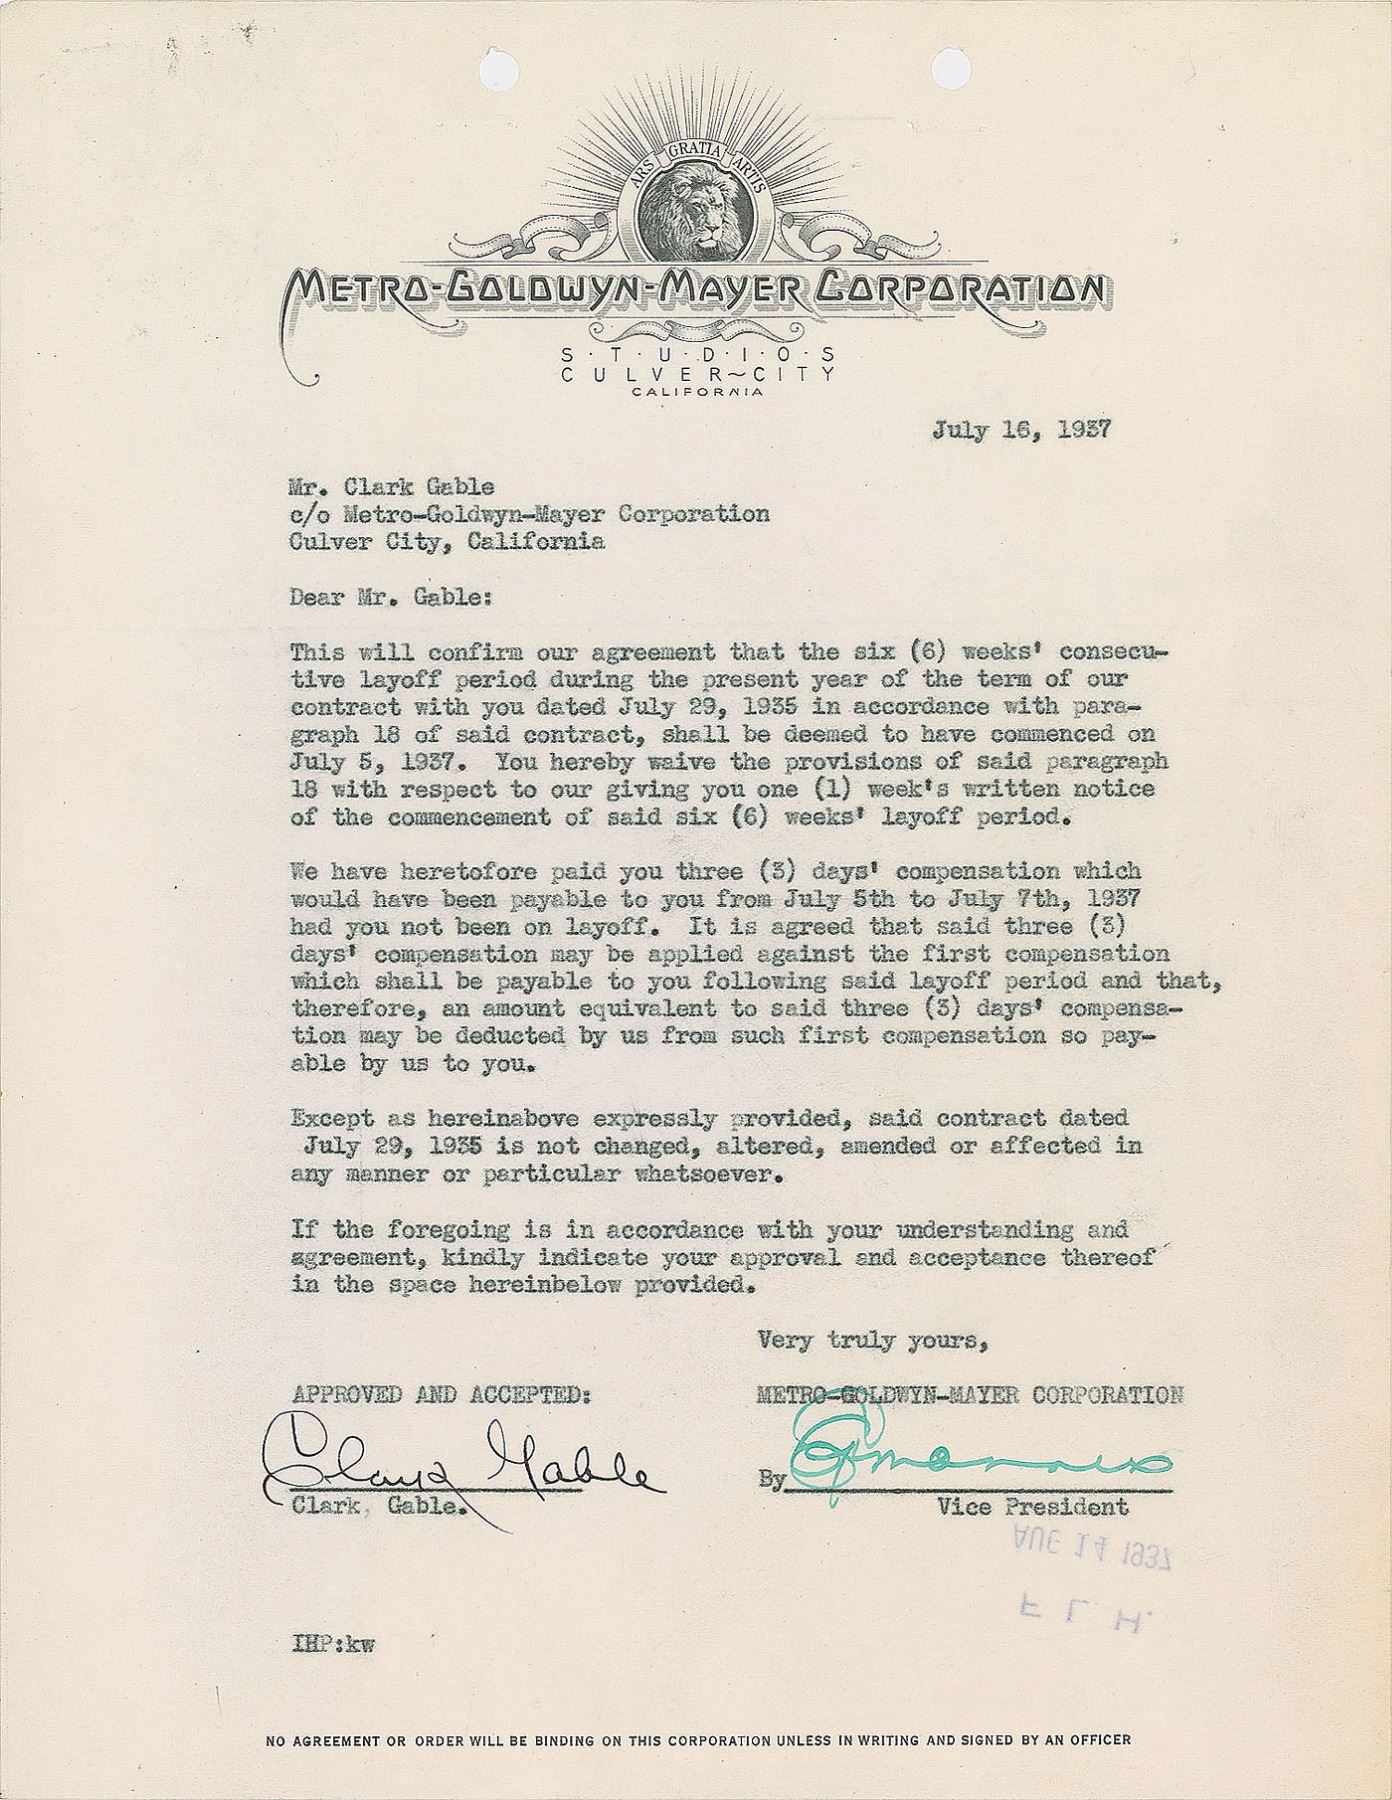 ARS GRATIA ARTIS
METRO-GOLDWYN-MAYER CORPORATION
S·T·U·D·I·O·S
CULVER~CITY
CALIFORNIA
July 16, 1937
Mr. Clark Gable
c/o Metro-Goldwyn-Mayer Corporation
Culver City, California
Dear Mr. Gable:
This will confirm our agreement that the six (6) weeks' consecu-
tive layoff period during the present year of the term of our
contract with you dated July 29, 1935 in accordance with para-
graph 18 of said contract, shall be deemed to have commenced on
July 5, 1937. You hereby waive the provisions of said paragraph
18 with respect to our giving you one (1) week's written notice
of the commencement of said six (6) weeks' layoff period.
We have heretofore paid you three (3) days' compensation which
would have been payable to you from July 5th to July 7th, 1937
had you not been on layoff. It is agreed that said three (3)
days' compensation may be applied against the first compensation
which shall be payable to you following said layoff period and that,
therefore, an amount equivalent to said three (3) days' compensa-
tion may be deducted by us from such first compensation so pay-
able by us to you.
Except as hereinabove expressly provided, said contract dated
July 29, 1935 is not changed, altered, amended or affected in
any manner or particular whatsoever.
If the foregoing is in accordance with your understanding and
agreement, kindly indicate your approval and acceptance thereof
in the space hereinbelow provided.
Very truly yours,
APPROVED AND ACCEPTED:
METRO-GOLDWYN-MAYER CORPORATION
Clark Gable
By
Clark, Gable.
Vice President
AUG 14 1937
F L H.
IHP:kw
NO AGREEMENT OR ORDER WILL BE BINDING ON THIS CORPORATION UNLESS IN WRITING AND SIGNED BY AN OFFICER